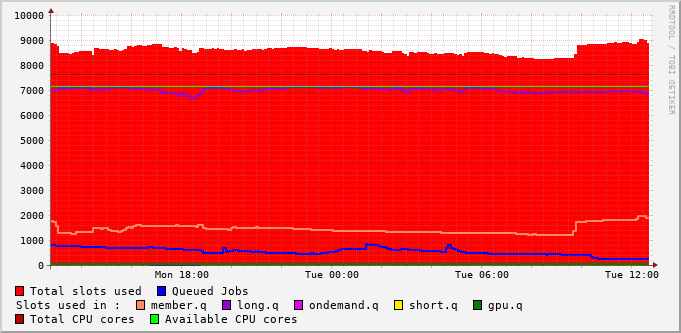 10000
9000
8000
7000
6000
5000
4000
3000
2000
1000
0
Mon 18:00 Tue 00:00 Tue 06:00 Tue 12:00
RRDTOOL / TOBI OETIKER
Total slots used Queued Jobs
Slots used in : member.q long.q ondemand.q short.q gpu.q
Total CPU cores Available CPU cores